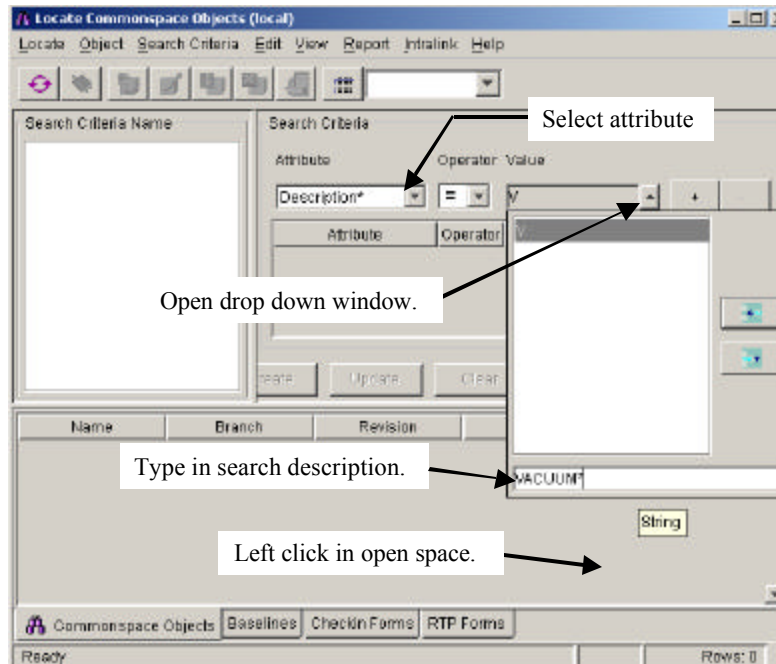 Locate Commonspace Objects (local)
Locate Object Search Criteria Edit View Report Intralink Help
Search Criteria Name
Search Criteria
Select attribute
Attribute Operator Value
Description* = V
Attribute Operator
V
Open drop down window.
Update Clear
Name Branch Revision
Type in search description.
VACUUM*
String
Left click in open space.
Commonspace Objects Baselines Checkin Forms RTP Forms
Ready Rows: 0